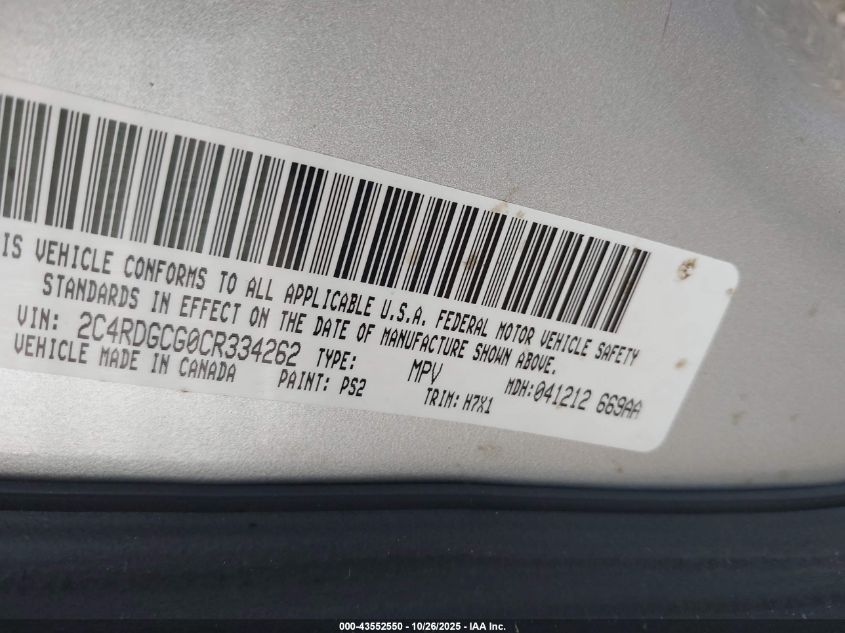 IS VEHICLE CONFORMS TO ALL APPLICABLE U.S.A. FEDERAL MOTOR VEHICLE SAFETY
STANDARDS IN EFFECT ON THE DATE OF MANUFACTURE SHOWN ABOVE.
VIN: 2C4RDGCG0CR334262 TYPE: MPV MDH:041212 669AA
VEHICLE MADE IN CANADA PAINT: PS2 TRIM: H7X1
000-43552550 - 10/26/2025 - IAA Inc.